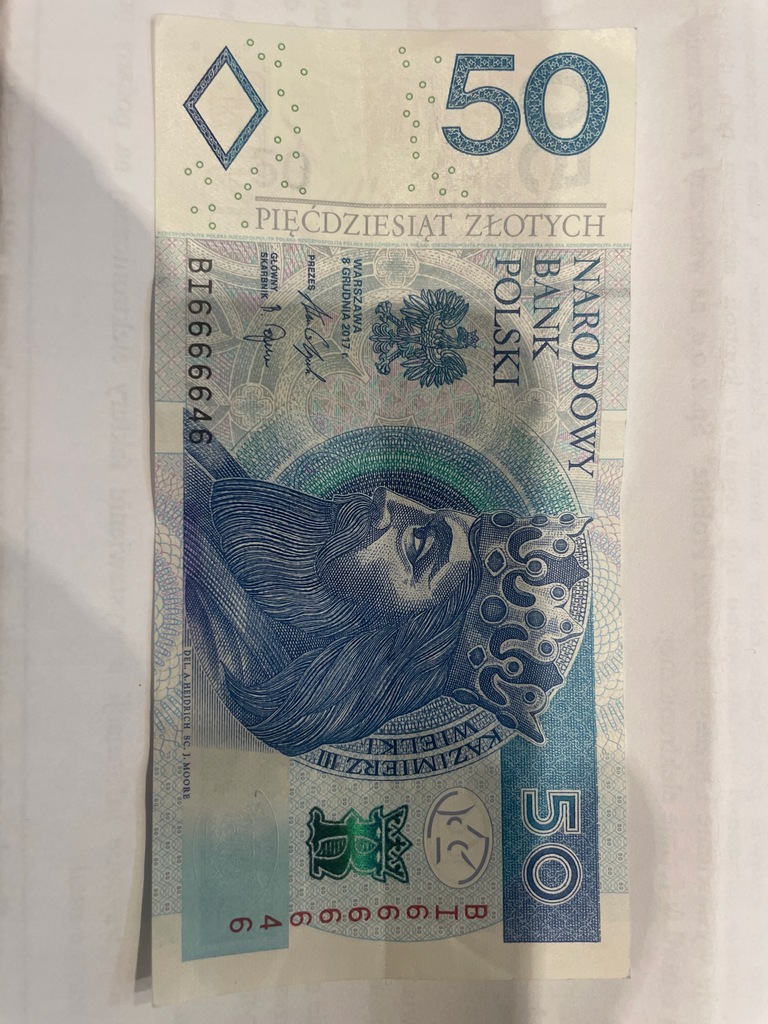 50
PIĘĆDZIESIĄT ZŁOTYCH
NARODOWY
BANK
POLSKI
WARSZAWA
8 GRUDNIA 2017 r.
PREZES
GŁÓWNY
SKARBNIK
BI6666646
KAZIMIERZ III
WIELKI
DEL. A. HEIDRICH SC. J. MOORE
50
BI6666646